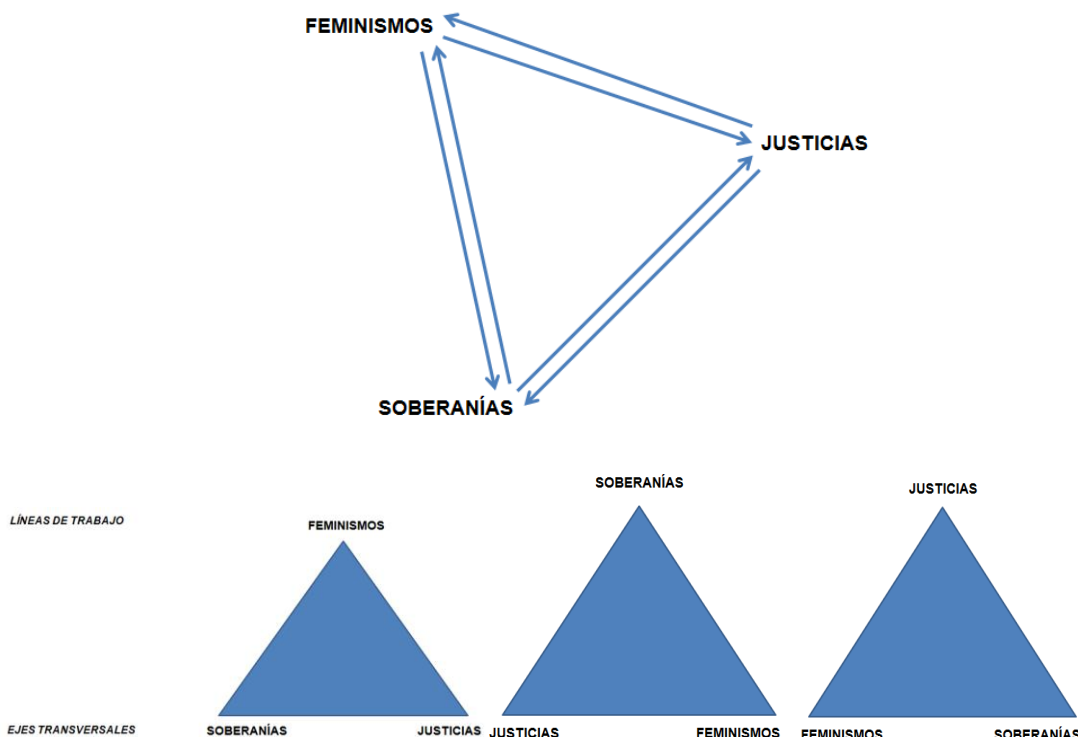 FEMINISMOS
JUSTICIAS
SOBERANÍAS
SOBERANÍAS
JUSTICIAS
LÍNEAS DE TRABAJO
FEMINISMOS
EJES TRANSVERSALES
SOBERANÍAS
JUSTICIAS
JUSTICIAS
FEMINISMOS
FEMINISMOS
SOBERANÍAS